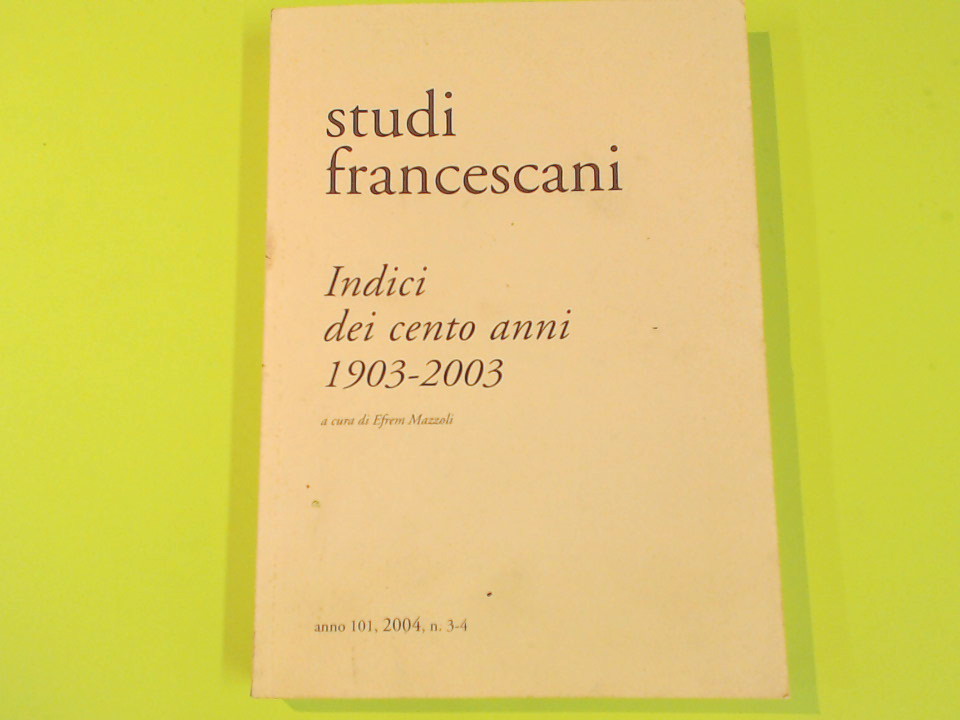 studi
francescani
Indici
dei cento anni
1903-2003
a cura di Efrem Mazzoli
anno 101, 2004, n. 3-4